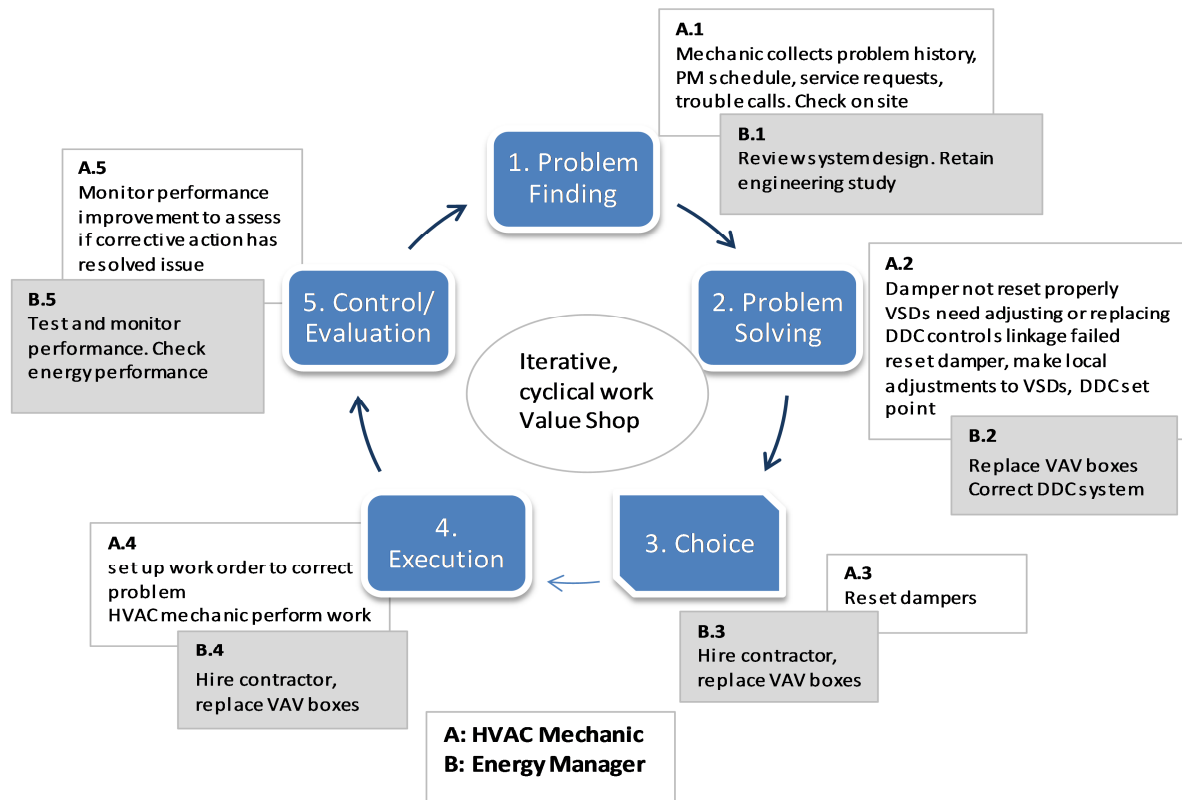 A.1
Mechanic collects problem history,
PM schedule, service requests,
trouble calls. Check on site
B.1
Review system design. Retain
engineering study
1. Problem
Finding
A.5
Monitor performance
improvement to assess
if corrective action has
resolved issue
B.5
Test and monitor
performance. Check
energy performance
5. Control/
Evaluation
2. Problem
Solving
A.2
Damper not reset properly
VSDs need adjusting or replacing
DDC controls linkage failed
reset damper, make local
adjustments to VSDs, DDC set
point
B.2
Replace VAV boxes
Correct DDC system
Iterative,
cyclical work
Value Shop
4.
Execution
3. Choice
A.4
set up work order to correct
problem
HVAC mechanic perform work
B.4
Hire contractor,
replace VAV boxes
A.3
Reset dampers
B.3
Hire contractor,
replace VAV boxes
A: HVAC Mechanic
B: Energy Manager